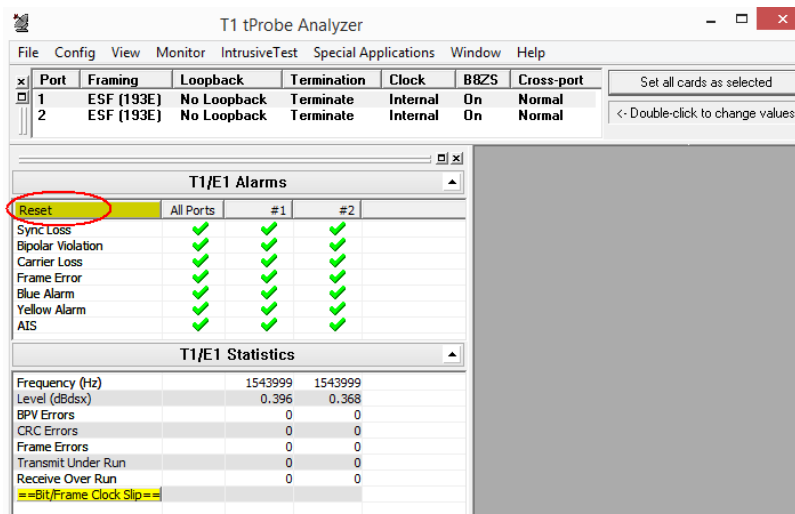 T1 tProbe Analyzer
File Config View Monitor IntrusiveTest Special Applications Window Help
Port Framing Loopback Termination Clock B8ZS Cross-port
Set all cards as selected
1 ESF (193E) No Loopback Terminate Internal On Normal
2 ESF (193E) No Loopback Terminate Internal On Normal
<- Double-click to change values
T1/E1 Alarms
Reset All Ports #1 #2
Sync Loss
Bipolar Violation
Carrier Loss
Frame Error
Blue Alarm
Yellow Alarm
AIS
T1/E1 Statistics
Frequency (Hz) 1543999 1543999
Level (dBdsx) 0.396 0.368
BPV Errors 0 0
CRC Errors 0 0
Frame Errors 0 0
Transmit Under Run 0 0
Receive Over Run 0 0
==Bit/Frame Clock Slip==